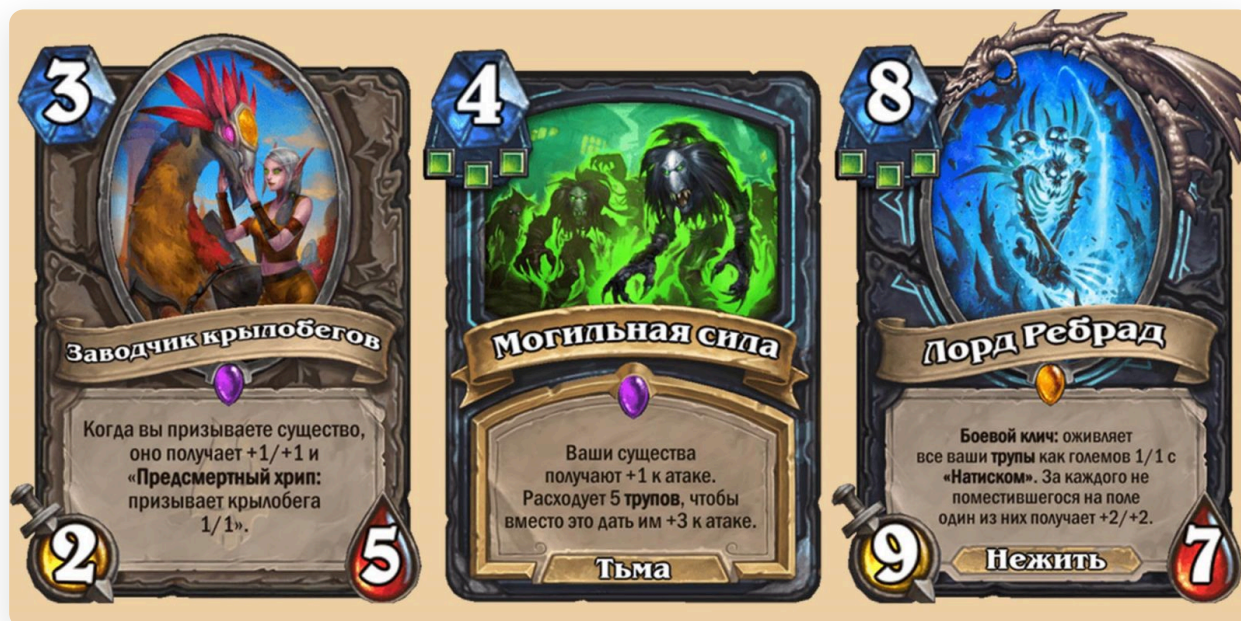 3
Заводчик крылобегов
Когда вы призываете существо,
оно получает +1/+1 и
«Предсмертный хрип:
призывает крылобега
1/1».
2
5
4
Могильная сила
Ваши существа
получают +1 к атаке.
Расходует 5 трупов, чтобы
вместо это дать им +3 к атаке.
Тьма
8
Лорд Ребрад
Боевой клич: оживляет
все ваши трупы как големов 1/1 с
«Натиском». За каждого не
поместившегося на поле
один из них получает +2/+2.
9
Нежить
7